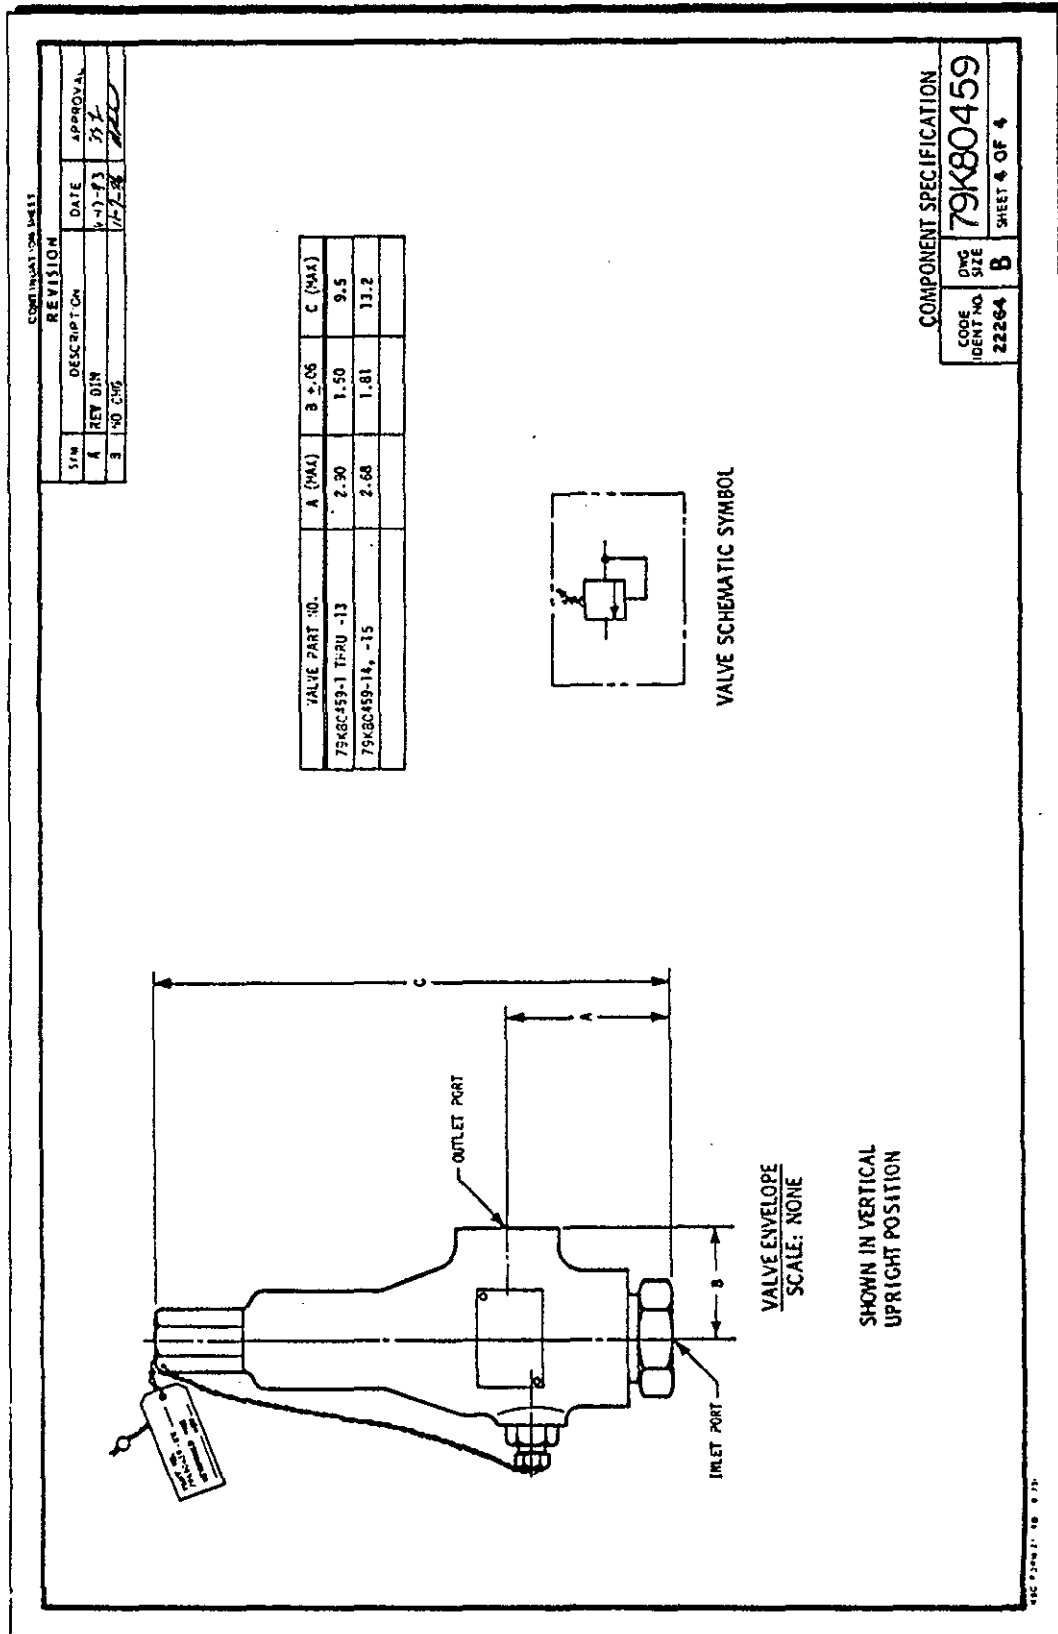 CONTINUATION SHEET
REVISION
SYM DESCRIPTION DATE APPROVAL
A REV DIM
B NO CHG
VALVE PART NO. A (MAX) B ±.06 C (MAX)
79K80459-1 THRU -13 2.90 1.50 9.5
79K80459-14, -15 2.68 1.81 13.2
OUTLET PORT
C
A
B
INLET PORT
VALVE ENVELOPE
SCALE: NONE
SHOWN IN VERTICAL
UPRIGHT POSITION
VALVE SCHEMATIC SYMBOL
COMPONENT SPECIFICATION
CODE IDENT NO.
22264
DWG SIZE
B
79K80459
SHEET 4 OF 4